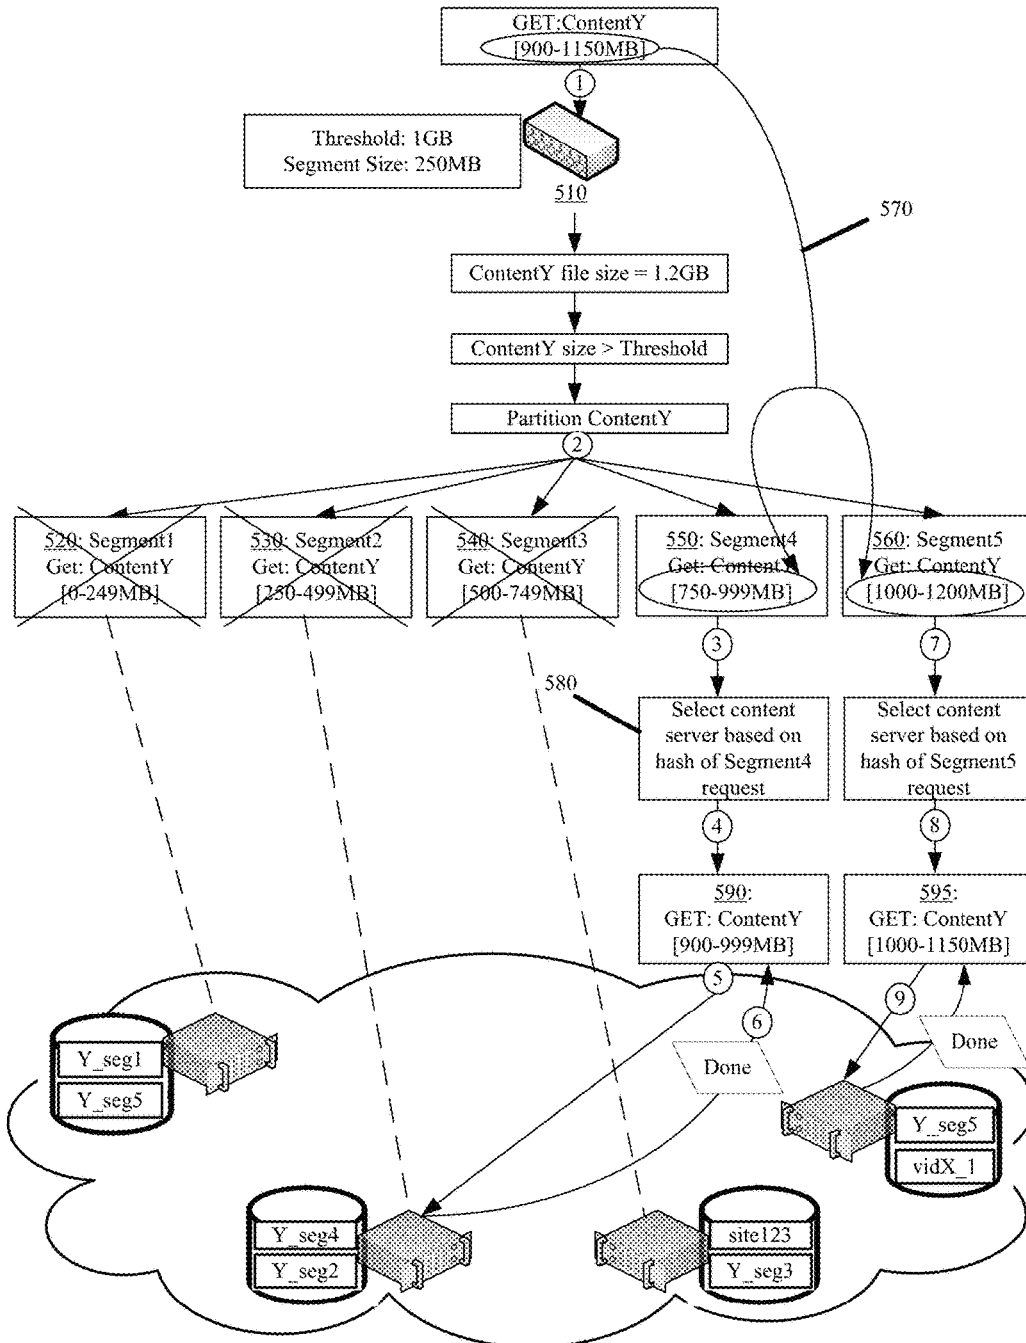 GET:ContentY
[900-1150MB]
1
Threshold: 1GB
Segment Size: 250MB
510
570
ContentY file size = 1.2GB
ContentY size > Threshold
Partition ContentY
2
520: Segment1
Get: ContentY
[0-249MB]
530: Segment2
Get: ContentY
[250-499MB]
540: Segment3
Get: ContentY
[500-749MB]
550: Segment4
Get: ContentY
[750-999MB]
560: Segment5
Get: ContentY
[1000-1200MB]
3
7
580
Select content
server based on
hash of Segment4
request
Select content
server based on
hash of Segment5
request
4
8
590:
GET: ContentY
[900-999MB]
595:
GET: ContentY
[1000-1150MB]
5
6
9
Done
Done
Y_seg1
Y_seg5
Y_seg5
vidX_1
Y_seg4
Y_seg2
site123
Y_seg3